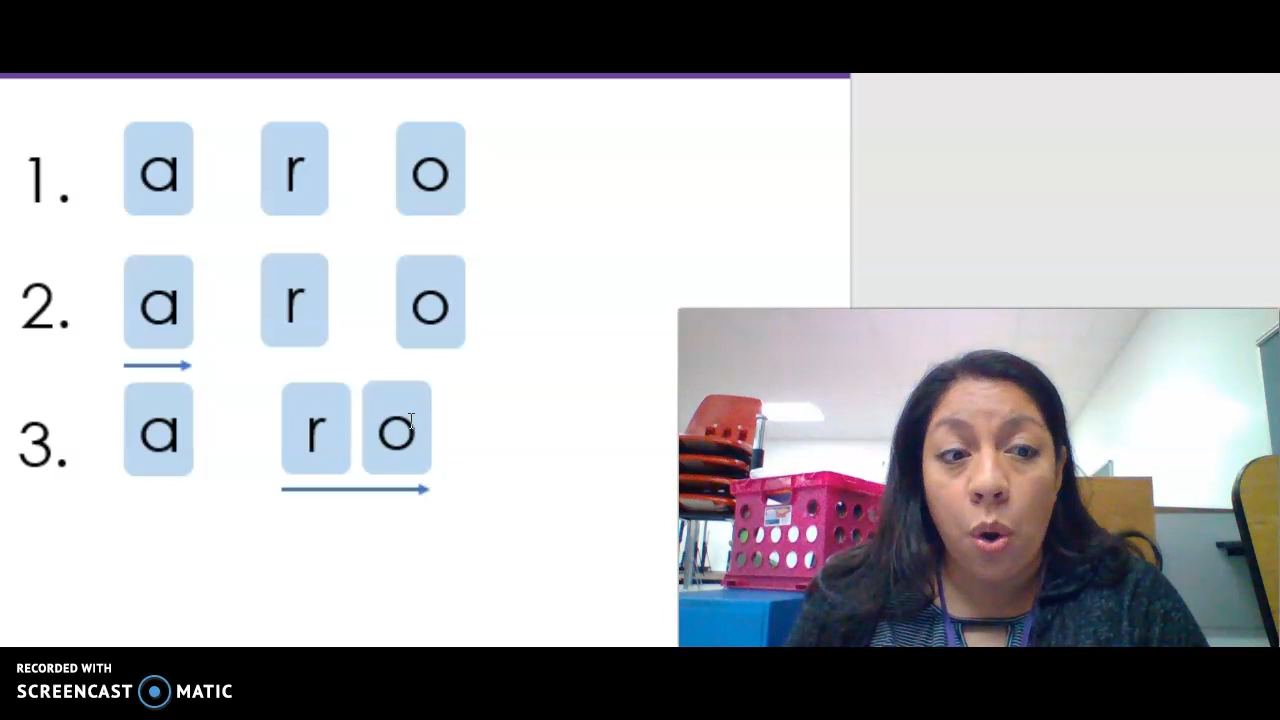 1. a r o
2. a r o
3. a r o
RECORDED WITH
SCREENCAST MATIC